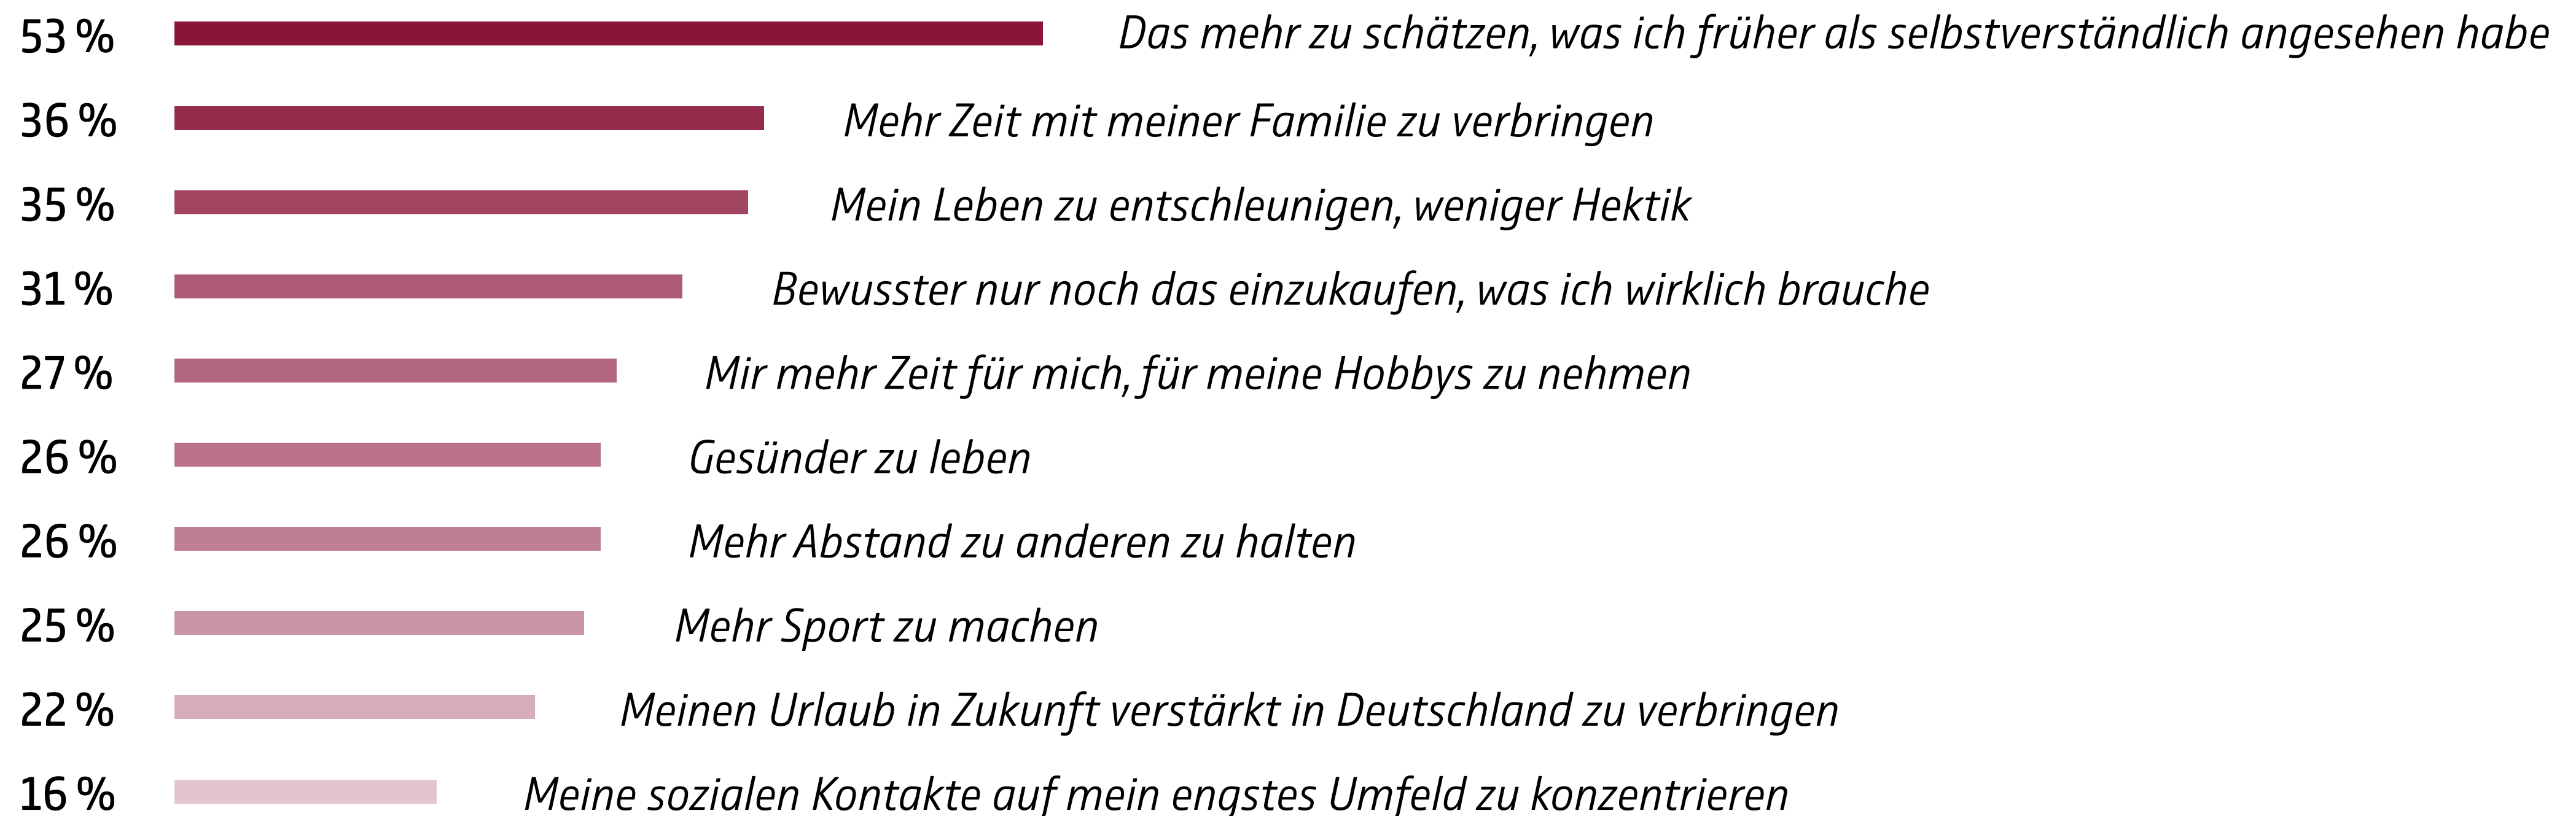 53 % Das mehr zu schätzen, was ich früher als selbstverständlich angesehen habe
36 % Mehr Zeit mit meiner Familie zu verbringen
35 % Mein Leben zu entschleunigen, weniger Hektik
31 % Bewusster nur noch das einzukaufen, was ich wirklich brauche
27 % Mir mehr Zeit für mich, für meine Hobbys zu nehmen
26 % Gesünder zu leben
26 % Mehr Abstand zu anderen zu halten
25 % Mehr Sport zu machen
22 % Meinen Urlaub in Zukunft verstärkt in Deutschland zu verbringen
16 % Meine sozialen Kontakte auf mein engstes Umfeld zu konzentrieren